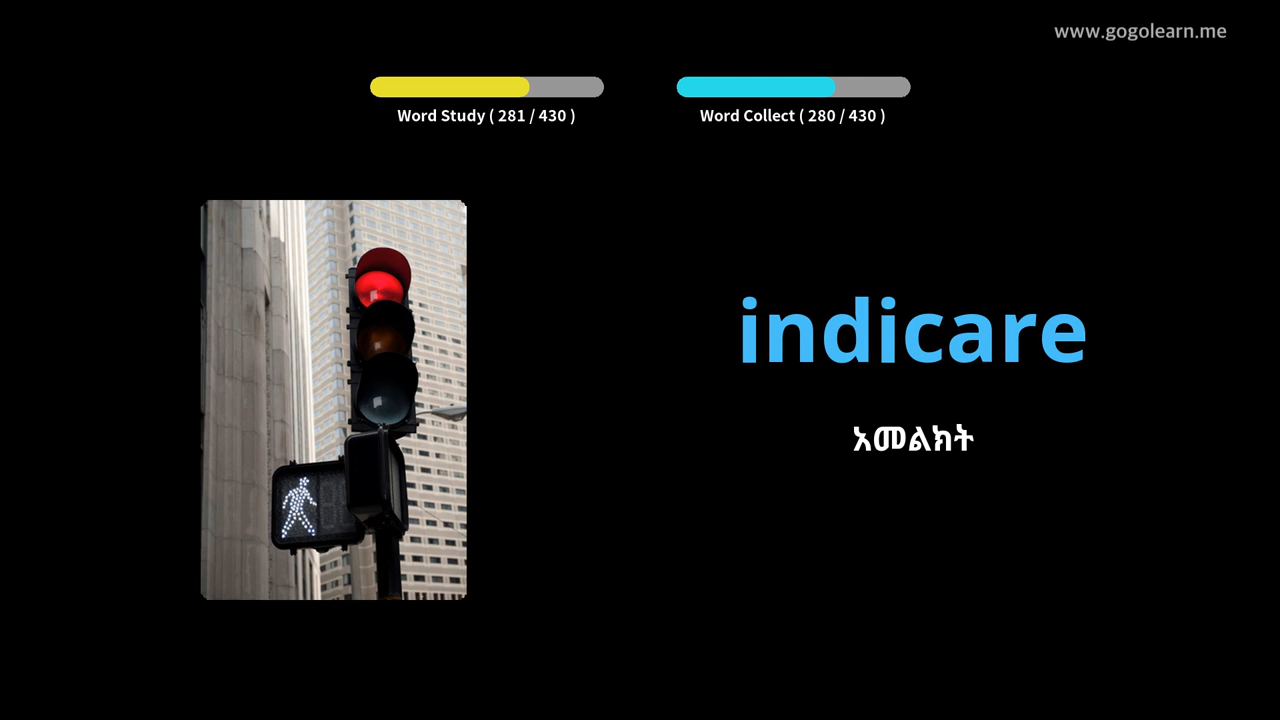 www.gogolearn.me
Word Study ( 281 / 430 )
Word Collect ( 280 / 430 )
indicare
አመልክት